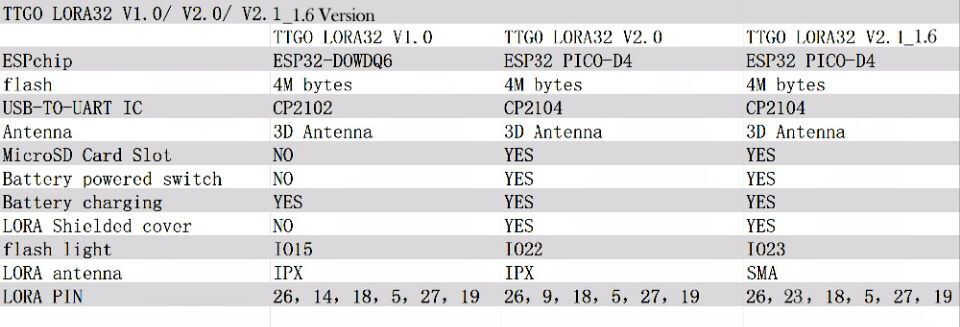 TTGO LORA32 V1.0/ V2.0/ V2.1_1.6 Version
TTGO LORA32 V1.0 TTGO LORA32 V2.0 TTGO LORA32 V2.1_1.6
ESPchip ESP32-DOWDQ6 ESP32 PICO-D4 ESP32 PICO-D4
flash 4M bytes 4M bytes 4M bytes
USB-TO-UART IC CP2102 CP2104 CP2104
Antenna 3D Antenna 3D Antenna 3D Antenna
MicroSD Card Slot NO YES YES
Battery powered switch NO YES YES
Battery charging YES YES YES
LORA Shielded cover NO YES YES
flash light IO15 IO22 IO23
LORA antenna IPX IPX SMA
LORA PIN 26, 14, 18, 5, 27, 19 26, 9, 18, 5, 27, 19 26, 23, 18, 5, 27, 19